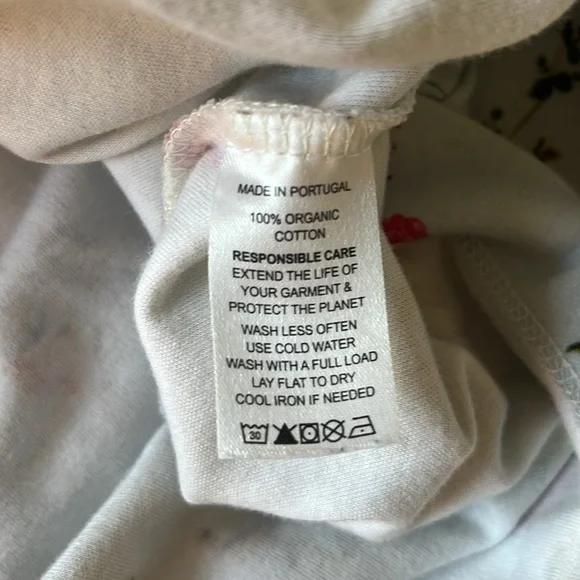 MADE IN PORTUGAL
100% ORGANIC
COTTON
RESPONSIBLE CARE
EXTEND THE LIFE OF
YOUR GARMENT &
PROTECT THE PLANET
WASH LESS OFTEN
USE COLD WATER
WASH WITH A FULL LOAD
LAY FLAT TO DRY
COOL IRON IF NEEDED
30